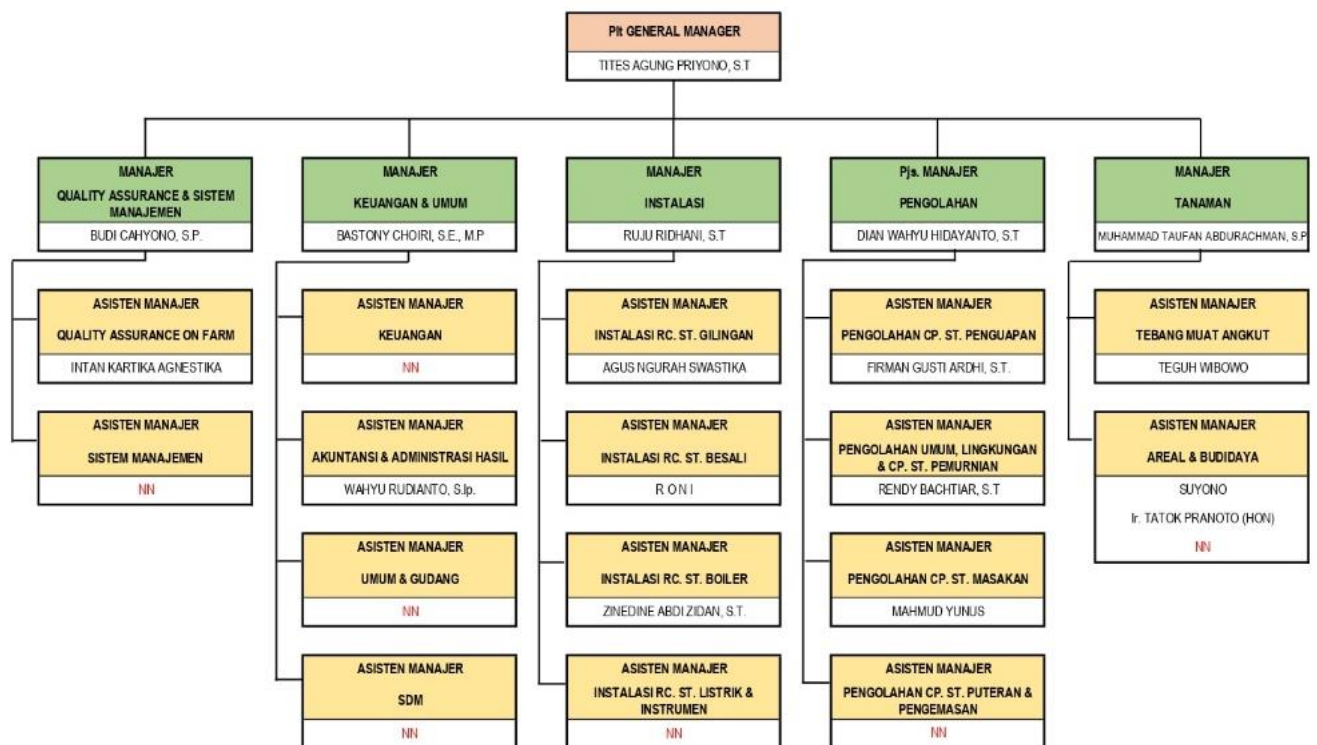 Plt GENERAL MANAGER
TITES AGUNG PRIYONO, S.T
MANAJER
QUALITY ASSURANCE & SISTEM
MANAJEMEN
BUDI CAHYONO, S.P.
ASISTEN MANAJER
QUALITY ASSURANCE ON FARM
INTAN KARTIKA AGNESTIKA
ASISTEN MANAJER
SISTEM MANAJEMEN
NN
MANAJER
KEUANGAN & UMUM
BASTONY CHOIRI, S.E., M.P
ASISTEN MANAJER
KEUANGAN
NN
ASISTEN MANAJER
AKUNTANSI & ADMINISTRASI HASIL
WAHYU RUDIANTO, S.Ip.
ASISTEN MANAJER
UMUM & GUDANG
NN
ASISTEN MANAJER
SDM
NN
MANAJER
INSTALASI
RUJU RIDHANI, S.T
ASISTEN MANAJER
INSTALASI RC. ST. GILINGAN
AGUS NGURAH SWASTIKA
ASISTEN MANAJER
INSTALASI RC. ST. BESALI
R O N I
ASISTEN MANAJER
INSTALASI RC. ST. BOILER
ZINEDINE ABDI ZIDAN, S.T.
ASISTEN MANAJER
INSTALASI RC. ST. LISTRIK &
INSTRUMEN
NN
Pjs. MANAJER
PENGOLAHAN
DIAN WAHYU HIDAYANTO, S.T
ASISTEN MANAJER
PENGOLAHAN CP. ST. PENGUAPAN
FIRMAN GUSTI ARDHI, S.T.
ASISTEN MANAJER
PENGOLAHAN UMUM, LINGKUNGAN
& CP. ST. PEMURNIAN
RENDY BACHTIAR, S.T
ASISTEN MANAJER
PENGOLAHAN CP. ST. MASAKAN
MAHMUD YUNUS
ASISTEN MANAJER
PENGOLAHAN CP. ST. PUTERAN &
PENGEMASAN
NN
MANAJER
TANAMAN
MUHAMMAD TAUFAN ABDURACHMAN, S.P
ASISTEN MANAJER
TEBANG MUAT ANGKUT
TEGUH WIBOWO
ASISTEN MANAJER
AREAL & BUDIDAYA
SUYONO
Ir. TATOK PRANOTO (HON)
NN